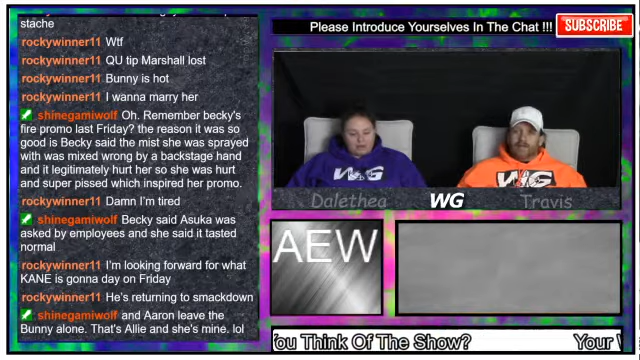 stache
rockywinner11 Wtf
rockywinner11 QU tip Marshall lost
rockywinner11 Bunny is hot
rockywinner11 I wanna marry her
shinegamiwolf Oh. Remember becky's
fire promo last Friday? the reason it was so
good is Becky said the mist she was sprayed
with was mixed wrong by a backstage hand
and it legitimately hurt her so she was hurt
and super pissed which inspired her promo.
rockywinner11 Damn I'm tired
shinegamiwolf Becky said Asuka was
asked by employees and she said it tasted
normal
rockywinner11 I'm looking forward for what
KANE is gonna day on Friday
rockywinner11 He's returning to smackdown
shinegamiwolf and Aaron leave the
Bunny alone. That's Allie and she's mine. lol
Please Introduce Yourselves In The Chat !!!
SUBSCRIBE
WG
WG
Dalethea WG Travis
AEW
You Think Of The Show? Your